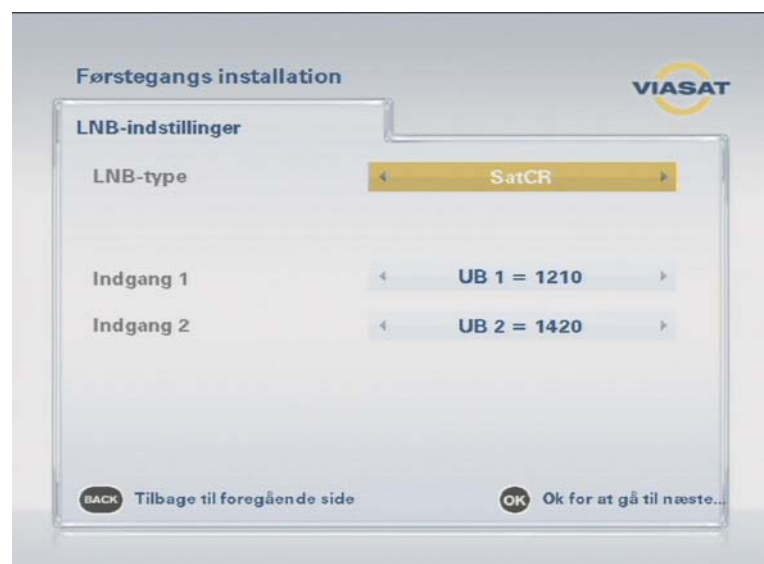 Førstegangs installation
VIASAT
LNB-indstillinger
LNB-type SatCR
Indgang 1 UB 1 = 1210
Indgang 2 UB 2 = 1420
BACK Tilbage til foregående side OK Ok for at gå til næste...